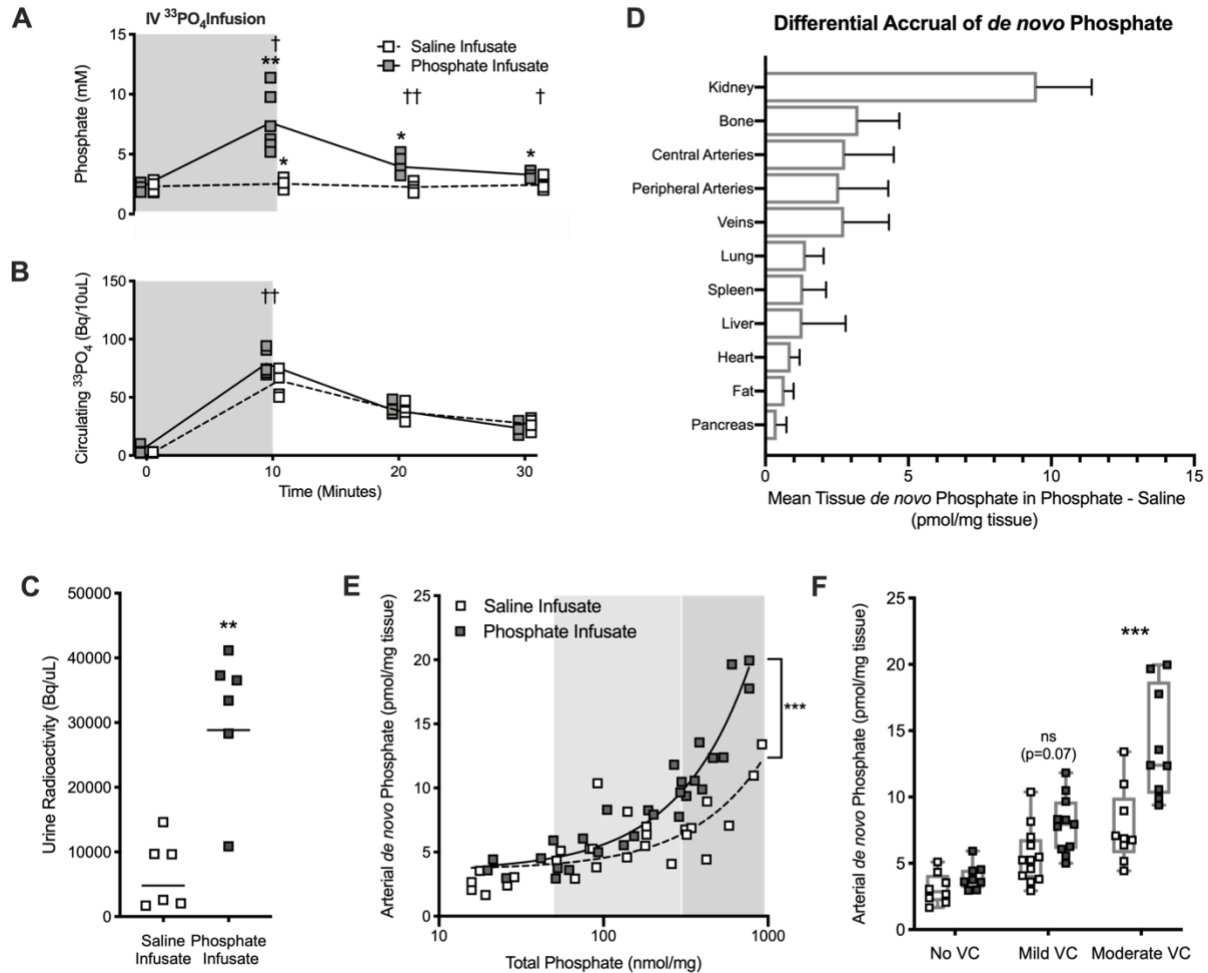 A
IV ³³PO₄Infusion
Saline Infusate
Phosphate Infusate
Phosphate (mM)
15
10
5
0
†
**
*
††
*
†
*
B
Circulating ³³PO₄ (Bq/10uL)
150
100
50
0
††
0
10
20
30
Time (Minutes)
C
Urine Radioactivity (Bq/uL)
50000
40000
30000
20000
10000
0
**
Saline Infusate
Phosphate Infusate
D
Differential Accrual of de novo Phosphate
Kidney
Bone
Central Arteries
Peripheral Arteries
Veins
Lung
Spleen
Liver
Heart
Fat
Pancreas
0
5
10
15
Mean Tissue de novo Phosphate in Phosphate - Saline
(pmol/mg tissue)
E
Saline Infusate
Phosphate Infusate
Arterial de novo Phosphate (pmol/mg tissue)
25
20
15
10
5
0
***
10
100
1000
Total Phosphate (nmol/mg)
F
Arterial de novo Phosphate (pmol/mg tissue)
25
20
15
10
5
0
ns
(p=0.07)
***
No VC
Mild VC
Moderate VC